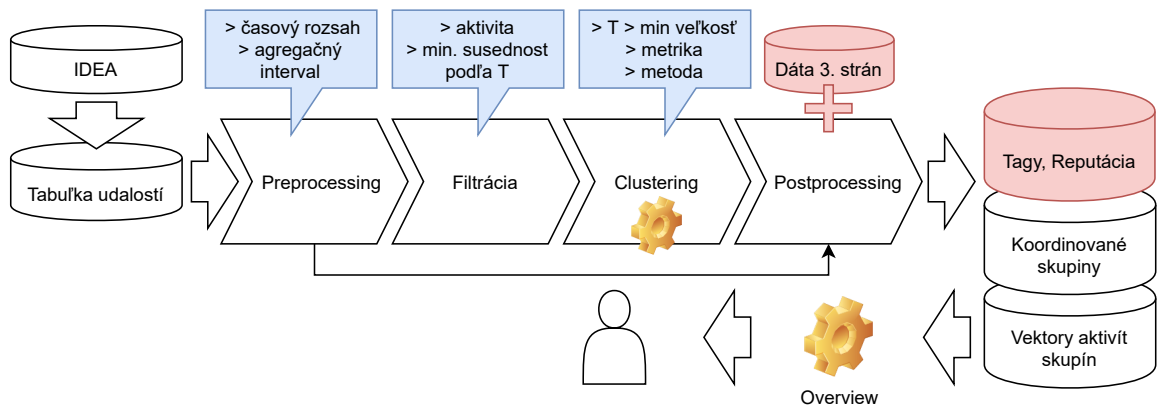 IDEA
Tabuľka udalostí
> časový rozsah
> agregačný
interval
> aktivita
> min. susednost
podľa T
> T > min veľkosť
> metrika
> metoda
Dáta 3. strán
Preprocessing
Filtrácia
Clustering
Postprocessing
Tagy, Reputácia
Koordinované
skupiny
Vektory aktivít
skupín
Overview